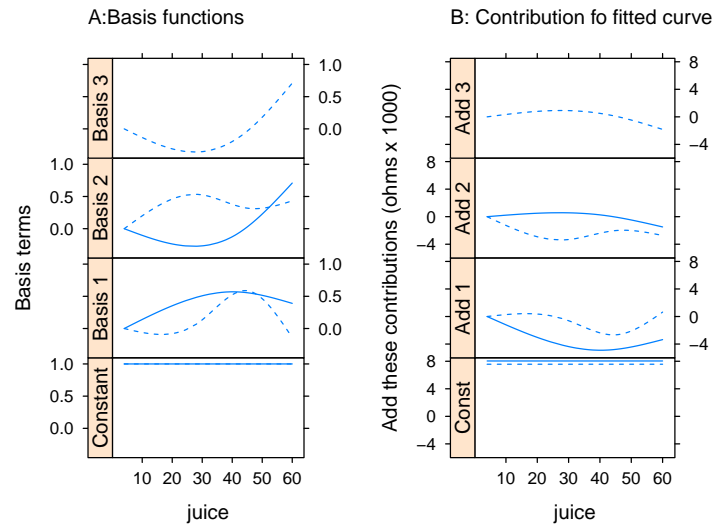 A:Basis functions
Basis terms
Basis 3
0.0
0.5
1.0
Basis 2
0.0
0.5
1.0
Basis 1
0.0
0.5
1.0
Constant
0.0
0.5
1.0
10 20 30 40 50 60
juice
B: Contribution fo fitted curve
Add these contributions (ohms x 1000)
Add 3
−4
0
4
8
Add 2
−4
0
4
8
Add 1
−4
0
4
8
Const
−4
0
4
8
10 20 30 40 50 60
juice